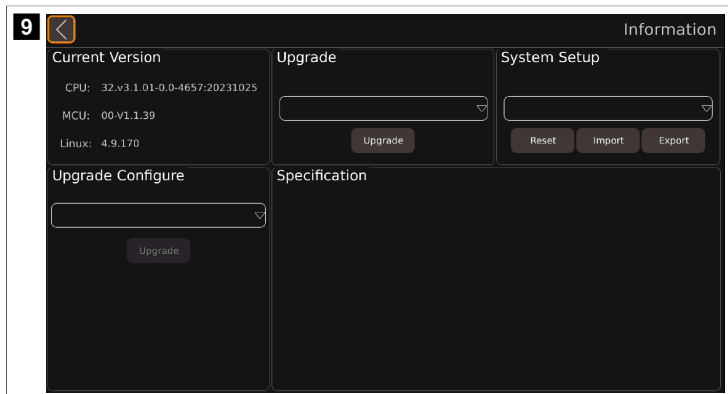 9
Information
Current Version
CPU: 32.v3.1.01-0.0-4657:20231025
MCU: 00-V1.1.39
Linux: 4.9.170
Upgrade
Upgrade
System Setup
Reset Import Export
Upgrade Configure
Upgrade
Specification